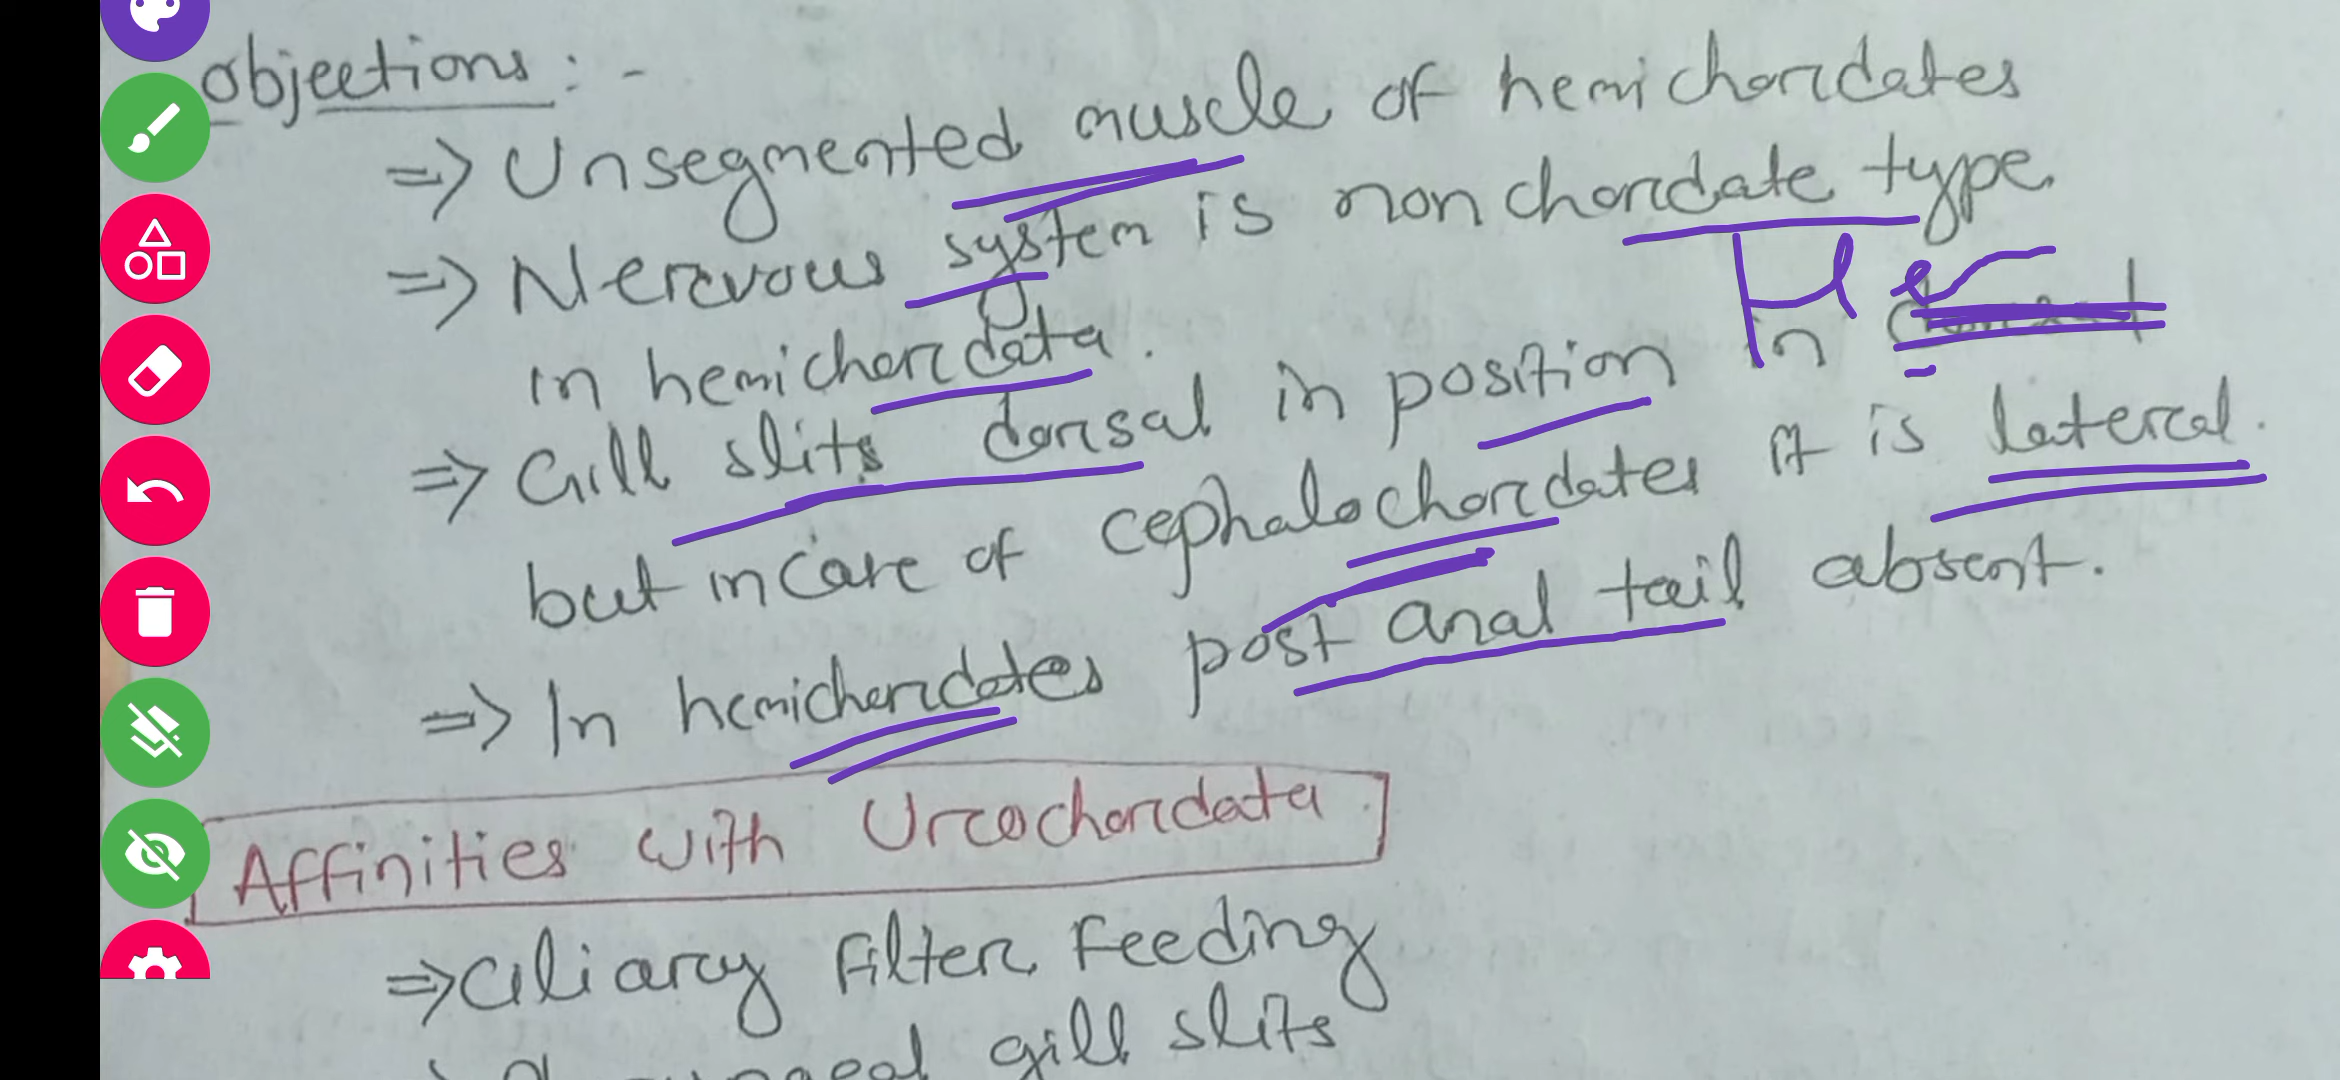 objections : -
=> Unsegmented muscle of hemichordates
=> Nervous system is non chordate type
in hemichordata.
=> Gill slits dorsal in position in
but in case of cephalochordates it is lateral.
=> In hemichordates post anal tail absent.
Affinities with Urochordata
=> Ciliary filter feeding
gill slits
He